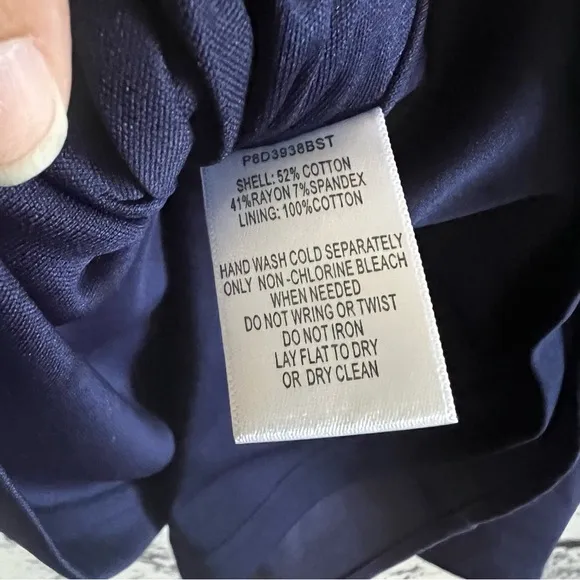 P6D3938BST
SHELL: 52% COTTON
41%RAYON 7%SPANDEX
LINING: 100%COTTON
HAND WASH COLD SEPARATELY
ONLY NON-CHLORINE BLEACH
WHEN NEEDED
DO NOT WRING OR TWIST
DO NOT IRON
LAY FLAT TO DRY
OR DRY CLEAN